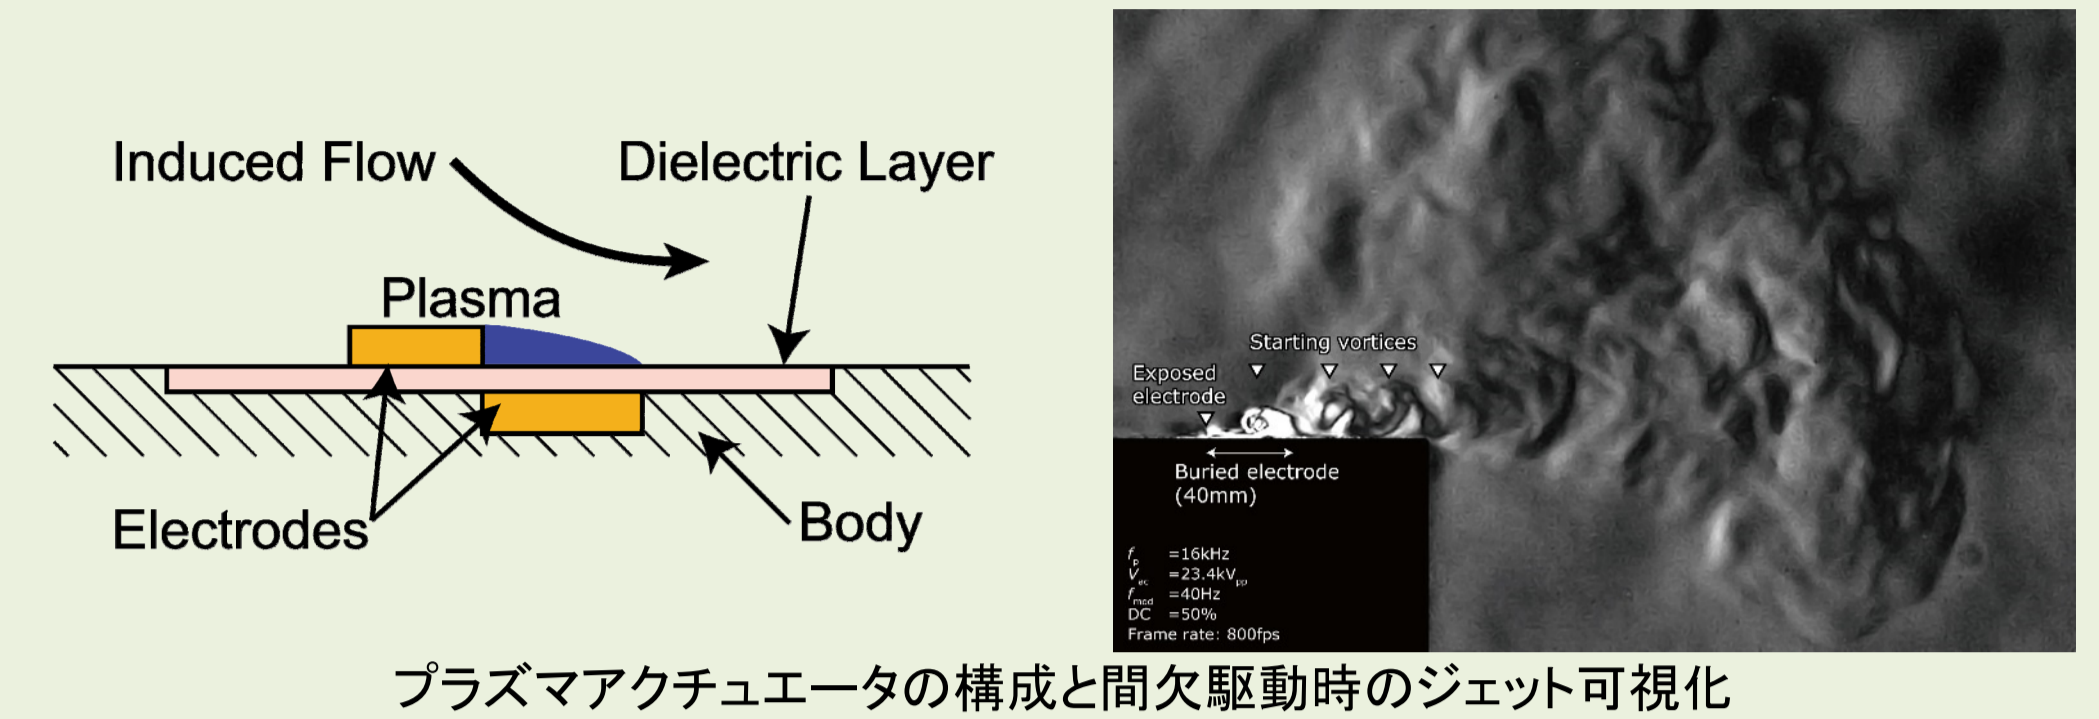 Induced Flow
Dielectric Layer
Plasma
Electrodes
Body
Starting vortices
Exposed
electrode
Buried electrode
(40mm)
fp =16kHz
Vec =23.4kVpp
fmod =40Hz
DC =50%
Frame rate: 800fps
プラズマアクチュエータの構成と間欠駆動時のジェット可視化